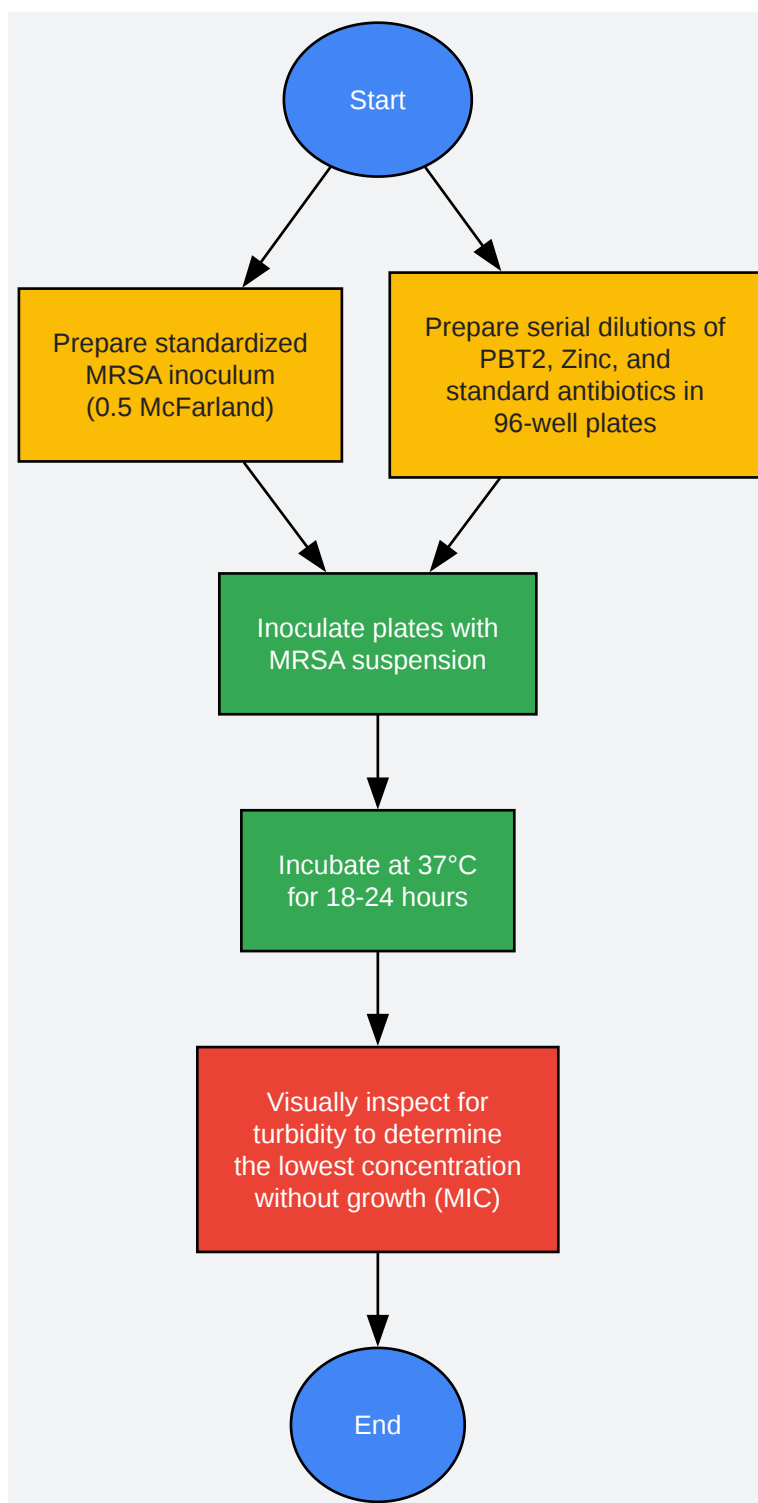 Start
Prepare standardized
MRSA inoculum
(0.5 McFarland)
Prepare serial dilutions of
PBT2, Zinc, and
standard antibiotics in
96-well plates
Inoculate plates with
MRSA suspension
Incubate at 37°C
for 18-24 hours
Visually inspect for
turbidity to determine
the lowest concentration
without growth (MIC)
End